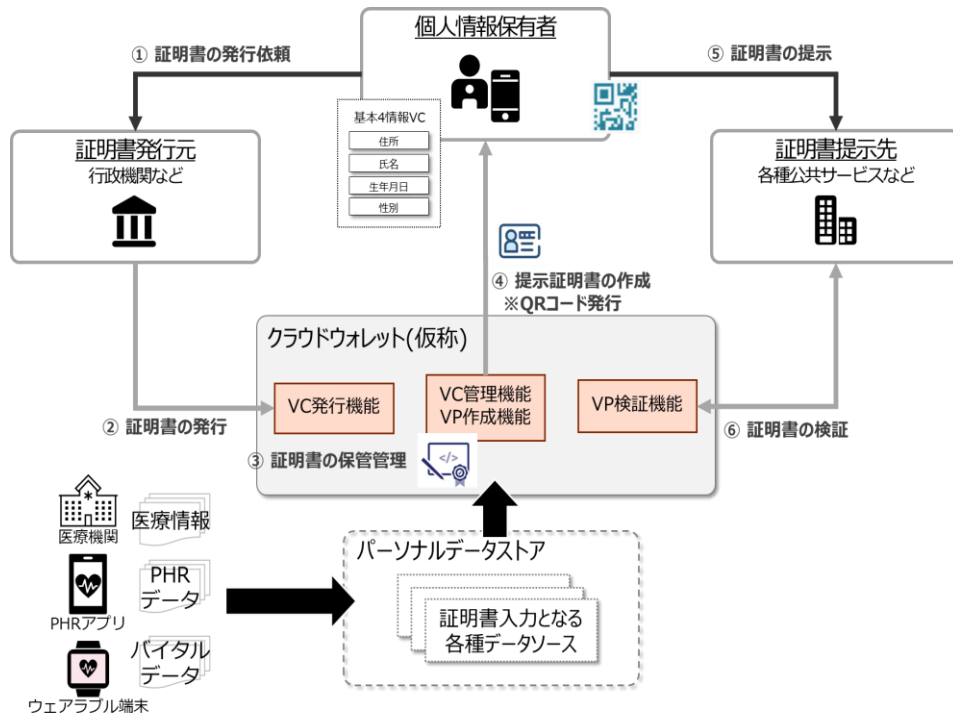 個人情報保有者
① 証明書の発行依頼
⑤ 証明書の提示
基本4情報VC
住所
氏名
生年月日
性別
証明書発行元
行政機関など
証明書提示先
各種公共サービスなど
④ 提示証明書の作成
※QRコード発行
クラウドウォレット(仮称)
VC発行機能
VC管理機能
VP作成機能
VP検証機能
② 証明書の発行
⑥ 証明書の検証
③ 証明書の保管管理
</>
医療機関
医療情報
パーソナルデータストア
PHRアプリ
PHR
データ
証明書入力となる
各種データソース
ウェアラブル端末
バイタル
データ